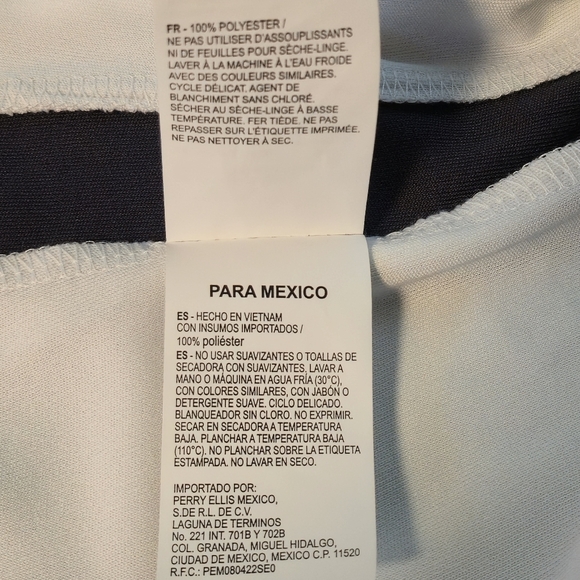 FR - 100% POLYESTER /
NE PAS UTILISER D'ASSOUPLISSANTS
NI DE FEUILLES POUR SÈCHE-LINGE.
LAVER À LA MACHINE À L'EAU FROIDE
AVEC DES COULEURS SIMILAIRES.
CYCLE DÉLICAT. AGENT DE
BLANCHIMENT SANS CHLORÉ.
SÉCHER AU SÈCHE-LINGE À BASSE
TEMPÉRATURE. FER TIÈDE. NE PAS
REPASSER SUR L'ÉTIQUETTE IMPRIMÉE.
NE PAS NETTOYER À SEC.
PARA MEXICO
ES - HECHO EN VIETNAM
CON INSUMOS IMPORTADOS /
100% poliéster
ES - NO USAR SUAVIZANTES O TOALLAS DE
SECADORA CON SUAVIZANTES, LAVAR A
MANO O MÁQUINA EN AGUA FRÍA (30°C),
CON COLORES SIMILARES, CON JABÓN O
DETERGENTE SUAVE. CICLO DELICADO.
BLANQUEADOR SIN CLORO. NO EXPRIMIR.
SECAR EN SECADORA A TEMPERATURA
BAJA. PLANCHAR A TEMPERATURA BAJA
(110°C). NO PLANCHAR SOBRE LA ETIQUETA
ESTAMPADA. NO LAVAR EN SECO.
IMPORTADO POR:
PERRY ELLIS MEXICO,
S.DE R.L. DE C.V.
LAGUNA DE TERMINOS
No. 221 INT. 701B Y 702B
COL. GRANADA, MIGUEL HIDALGO,
CIUDAD DE MEXICO, MEXICO C.P. 11520
R.F.C.: PEM080422SE0